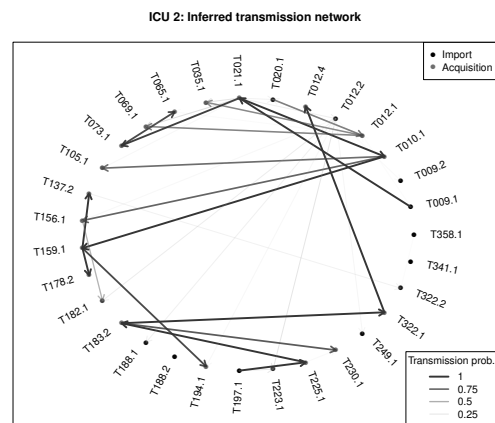 ICU 2: Inferred transmission network
Import
Acquisition
T020.1
T012.4
T012.2
T012.1
T010.1
T009.2
T009.1
T358.1
T341.1
T322.2
T322.1
T249.1
T230.1
T225.1
T223.1
T197.1
T194.1
T188.2
T188.1
T183.2
T182.1
T178.2
T159.1
T156.1
T137.2
T105.1
T073.1
T069.1
T065.1
T035.1
T021.1
Transmission prob.
1
0.75
0.5
0.25